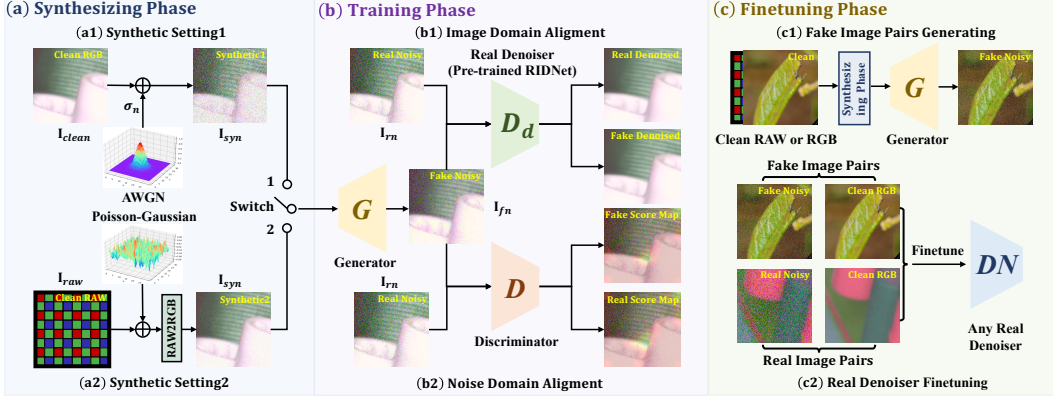 (a) Synthesizing Phase
(a1) Synthetic Setting1
Clean RGB
Synthetic1
σn
Iclean
Isyn
AWGN
Poisson-Gaussian
1
Switch
2
Iraw
Isyn
Clean RAW
RAW2RGB
Synthetic2
(a2) Synthetic Setting2
(b) Training Phase
(b1) Image Domain Aligment
Real Noisy
Real Denoiser
(Pre-trained RIDNet)
Real Denoised
Irn
Dd
Fake Denoised
Fake Noisy
G
Ifn
Generator
Fake Score Map
Irn
Real Noisy
D
Real Score Map
Discriminator
(b2) Noise Domain Aligment
(c) Finetuning Phase
(c1) Fake Image Pairs Generating
Clean
Synthesiz
ing Phase
G
Fake Noisy
Clean RAW or RGB
Generator
Fake Image Pairs
Fake Noisy
Clean RGB
Finetune
DN
Real Noisy
Clean RGB
Any Real
Denoiser
Real Image Pairs
(c2) Real Denoiser Finetuning